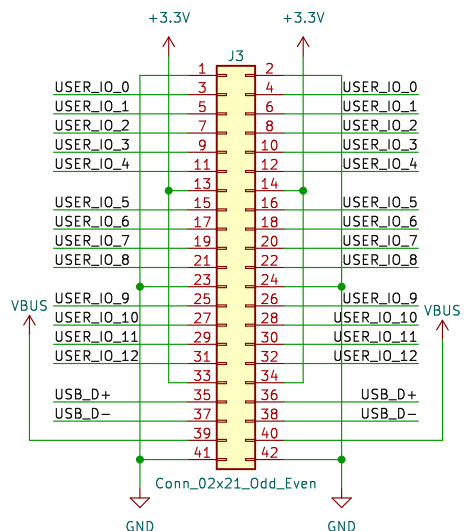 +3.3V +3.3V
J3
1 2
USER_IO_0 3 4 USER_IO_0
USER_IO_1 5 6 USER_IO_1
USER_IO_2 7 8 USER_IO_2
USER_IO_3 9 10 USER_IO_3
USER_IO_4 11 12 USER_IO_4
13 14
USER_IO_5 15 16 USER_IO_5
USER_IO_6 17 18 USER_IO_6
USER_IO_7 19 20 USER_IO_7
USER_IO_8 21 22 USER_IO_8
23 24
USER_IO_9 25 26 USER_IO_9
VBUS VBUS
USER_IO_10 27 28 USER_IO_10
USER_IO_11 29 30 USER_IO_11
USER_IO_12 31 32 USER_IO_12
33 34
USB_D+ 35 36 USB_D+
USB_D- 37 38 USB_D-
39 40
41 42
Conn_02x21_Odd_Even
GND GND